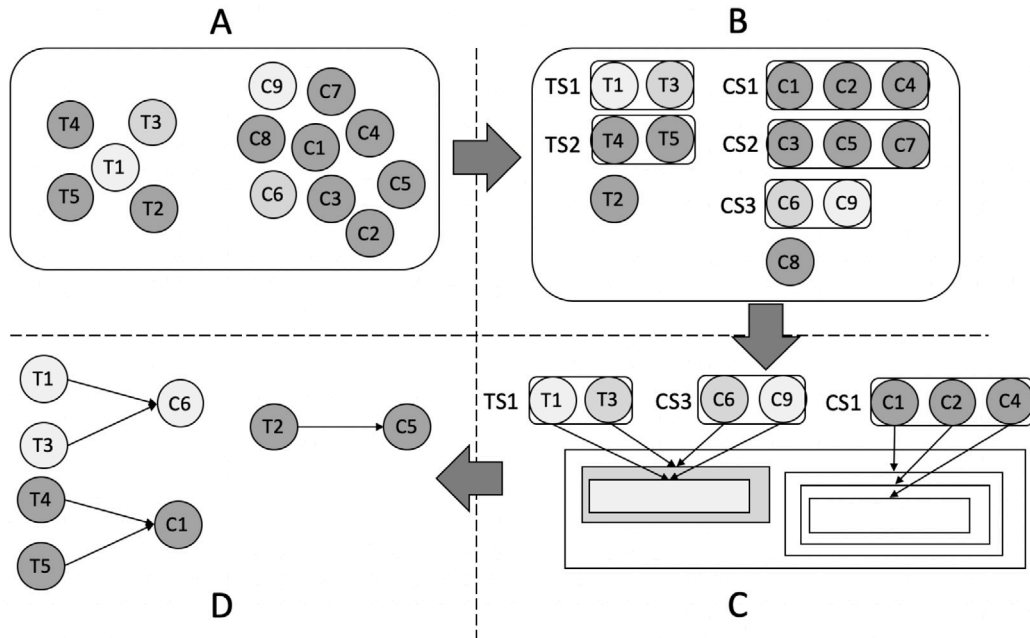 A
B
C9
C7
T4
T3
C8
C1
C4
T1
T5
T2
C6
C3
C5
C2
TS1 T1 T3 CS1 C1 C2 C4
TS2 T4 T5 CS2 C3 C5 C7
T2 CS3 C6 C9
C8
T1
C6
T3
T2 C5
T4
C1
T5
TS1 T1 T3 CS3 C6 C9 CS1 C1 C2 C4
D
C